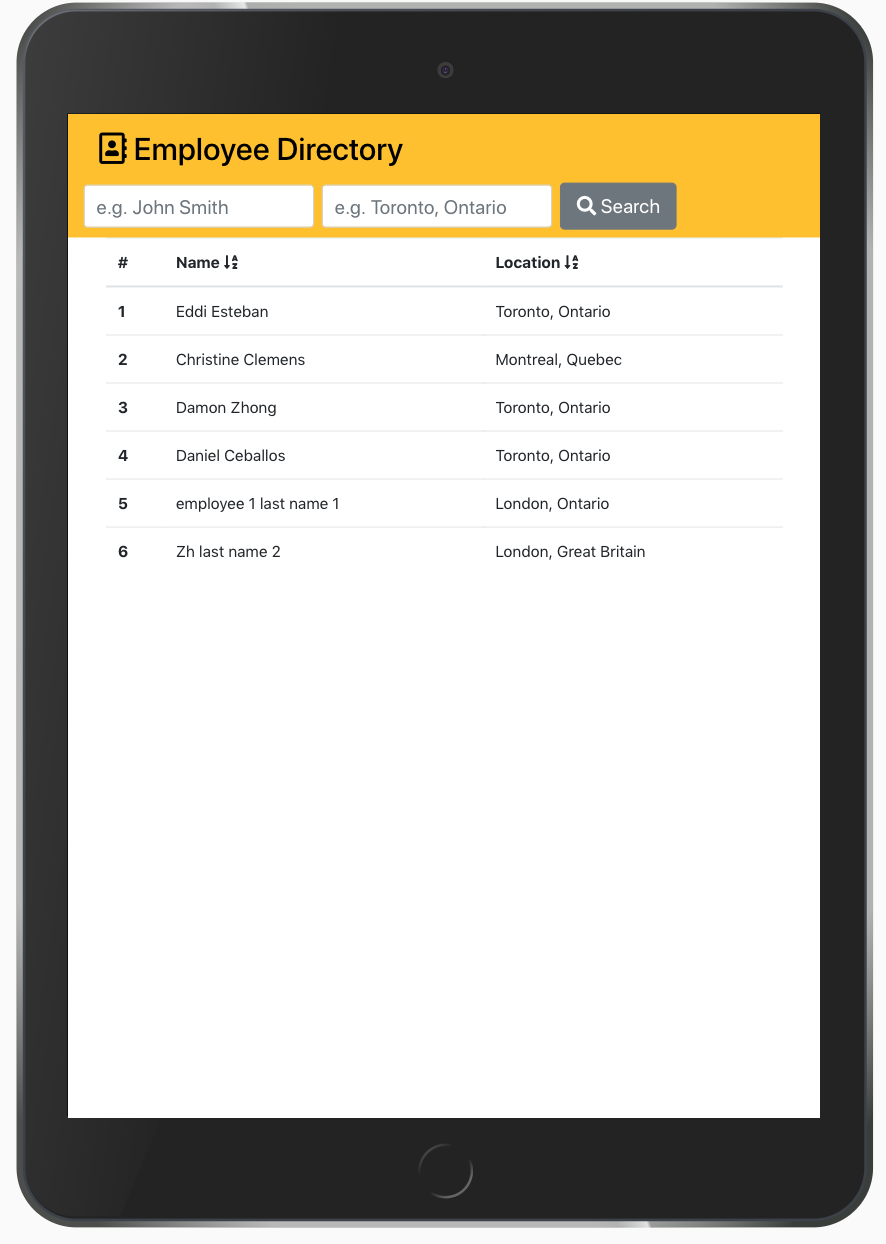 Employee Directory
e.g. John Smith e.g. Toronto, Ontario Search
# Name Location
1 Eddi Esteban Toronto, Ontario
2 Christine Clemens Montreal, Quebec
3 Damon Zhong Toronto, Ontario
4 Daniel Ceballos Toronto, Ontario
5 employee 1 last name 1 London, Ontario
6 Zh last name 2 London, Great Britain